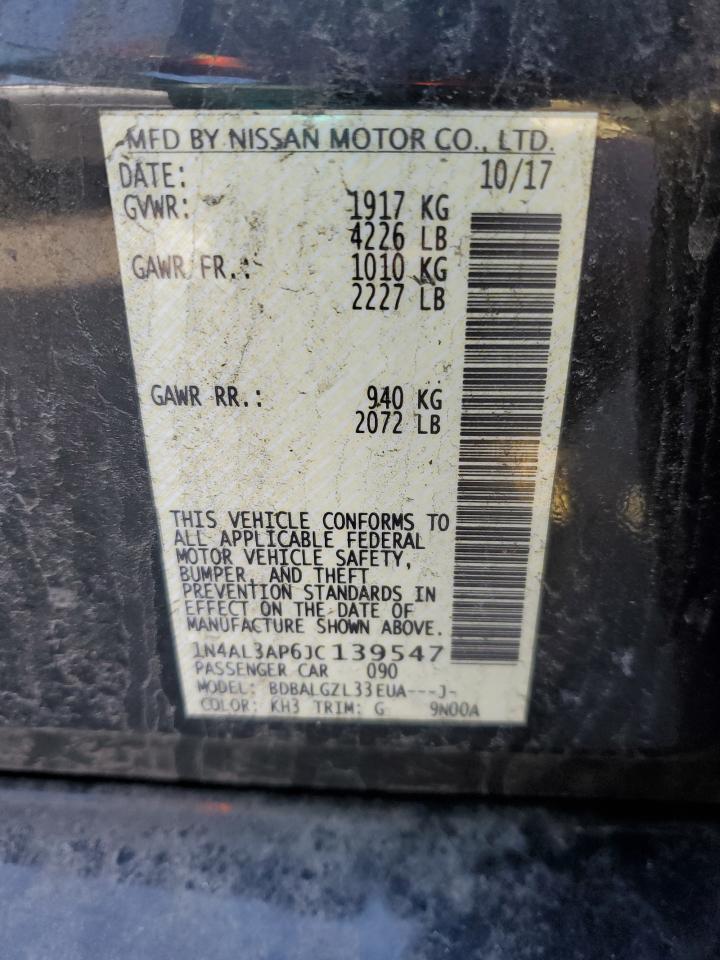 MFD BY NISSAN MOTOR CO., LTD.
DATE: 10/17
GVWR: 1917 KG
4226 LB
GAWR FR.: 1010 KG
2227 LB
GAWR RR.: 940 KG
2072 LB
THIS VEHICLE CONFORMS TO
ALL APPLICABLE FEDERAL
MOTOR VEHICLE SAFETY,
BUMPER, AND THEFT
PREVENTION STANDARDS IN
EFFECT ON THE DATE OF
MANUFACTURE SHOWN ABOVE.
1N4AL3AP6JC139547
PASSENGER CAR 090
MODEL: BDBALGZL33EUA---J-
COLOR: KH3 TRIM: G 9N00A